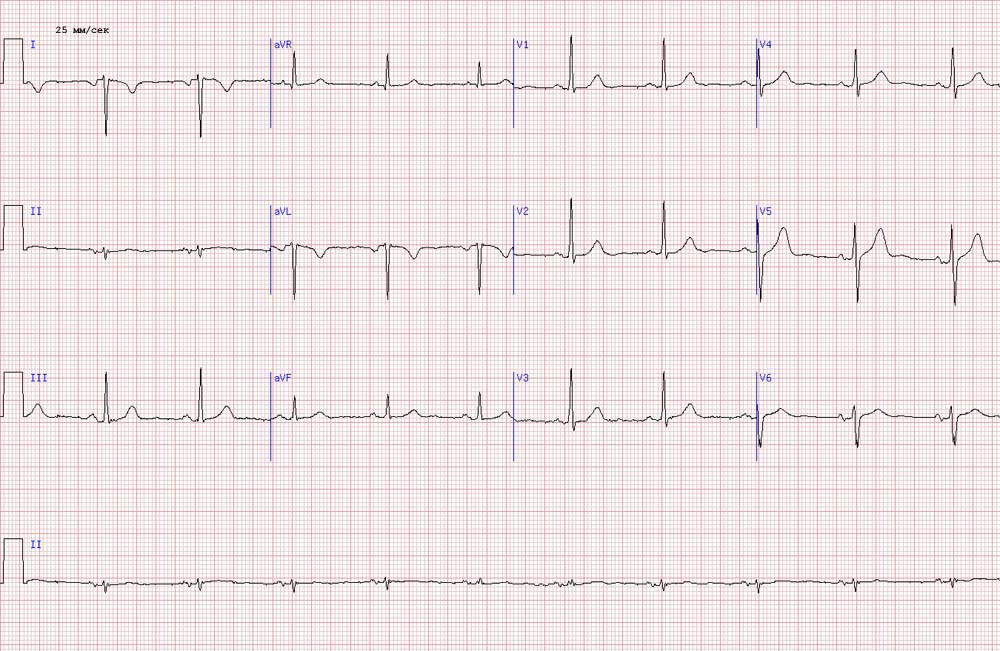 25 мм/сек
I aVR V1 V4
II aVL V2 V5
III aVF V3 V6
II